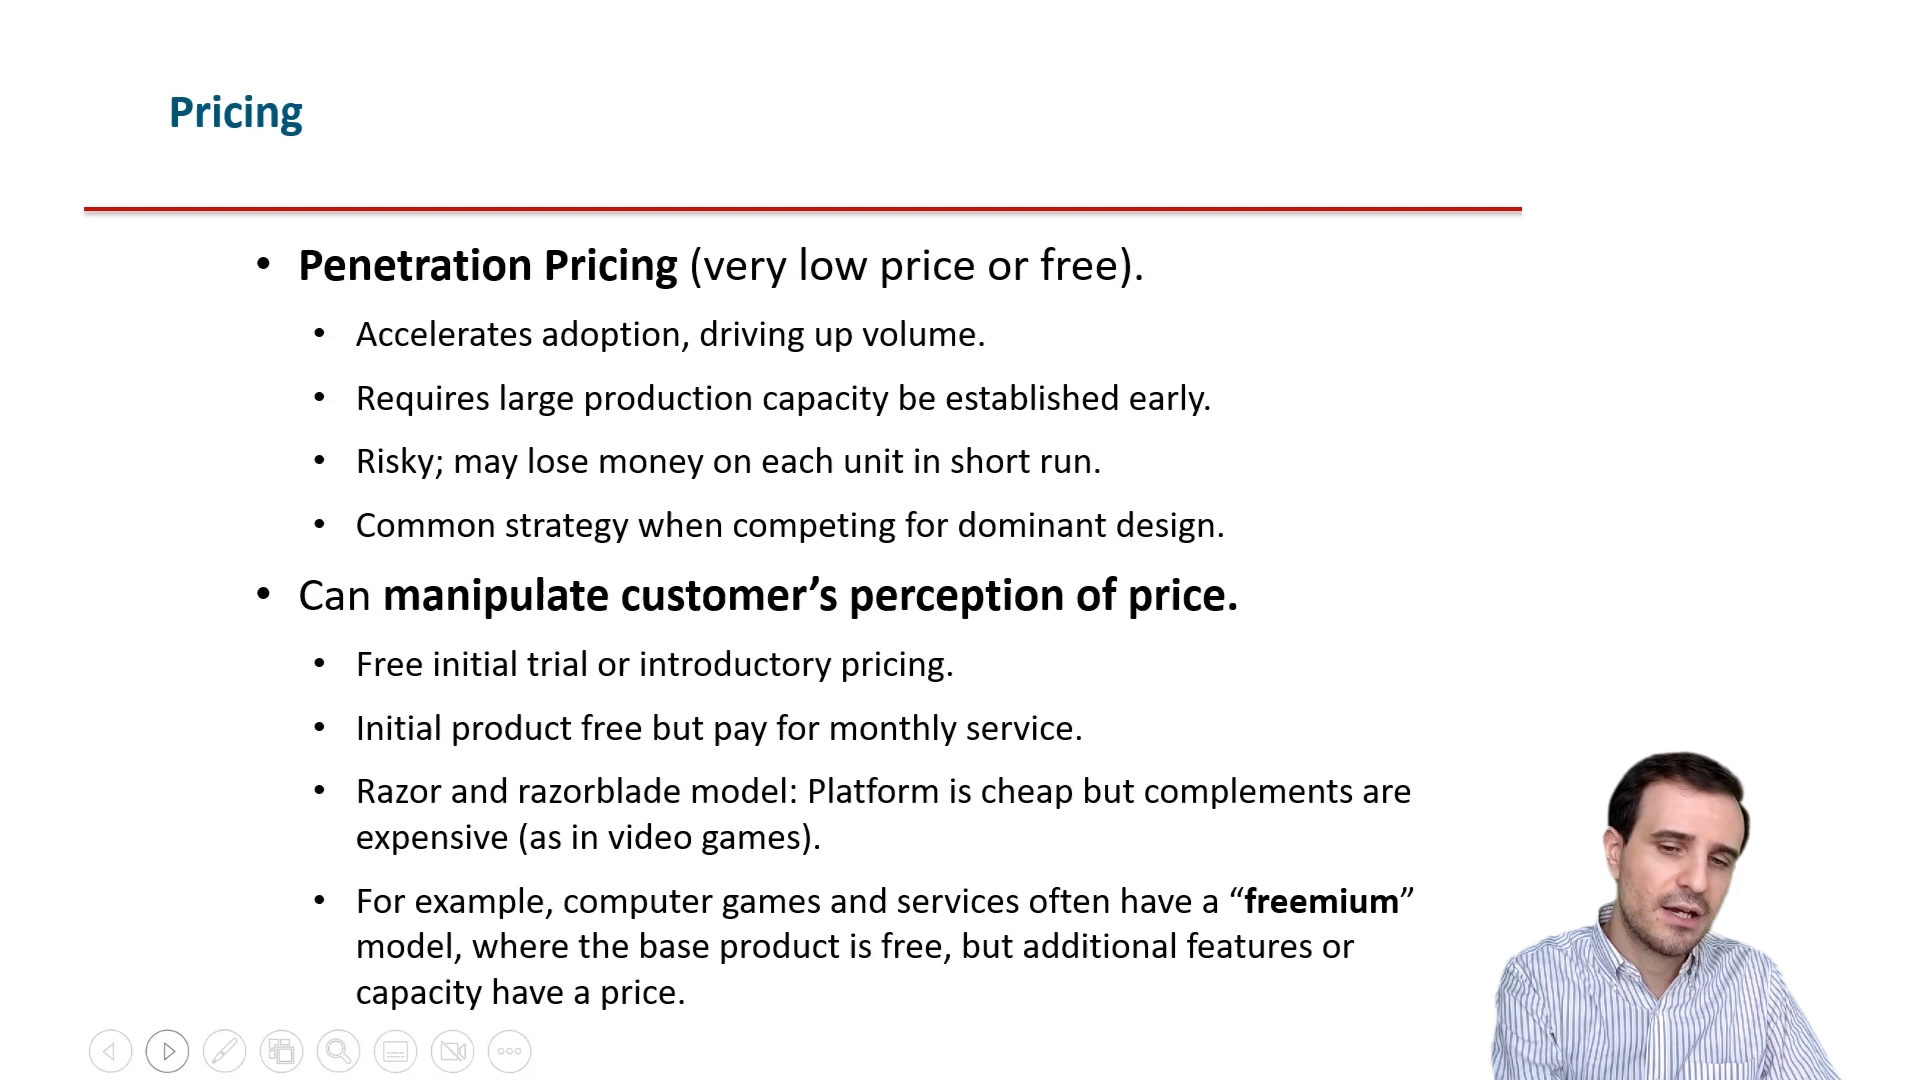 Pricing
• Penetration Pricing (very low price or free).
• Accelerates adoption, driving up volume.
• Requires large production capacity be established early.
• Risky; may lose money on each unit in short run.
• Common strategy when competing for dominant design.
• Can manipulate customer’s perception of price.
• Free initial trial or introductory pricing.
• Initial product free but pay for monthly service.
• Razor and razorblade model: Platform is cheap but complements are
expensive (as in video games).
• For example, computer games and services often have a “freemium”
model, where the base product is free, but additional features or
capacity have a price.